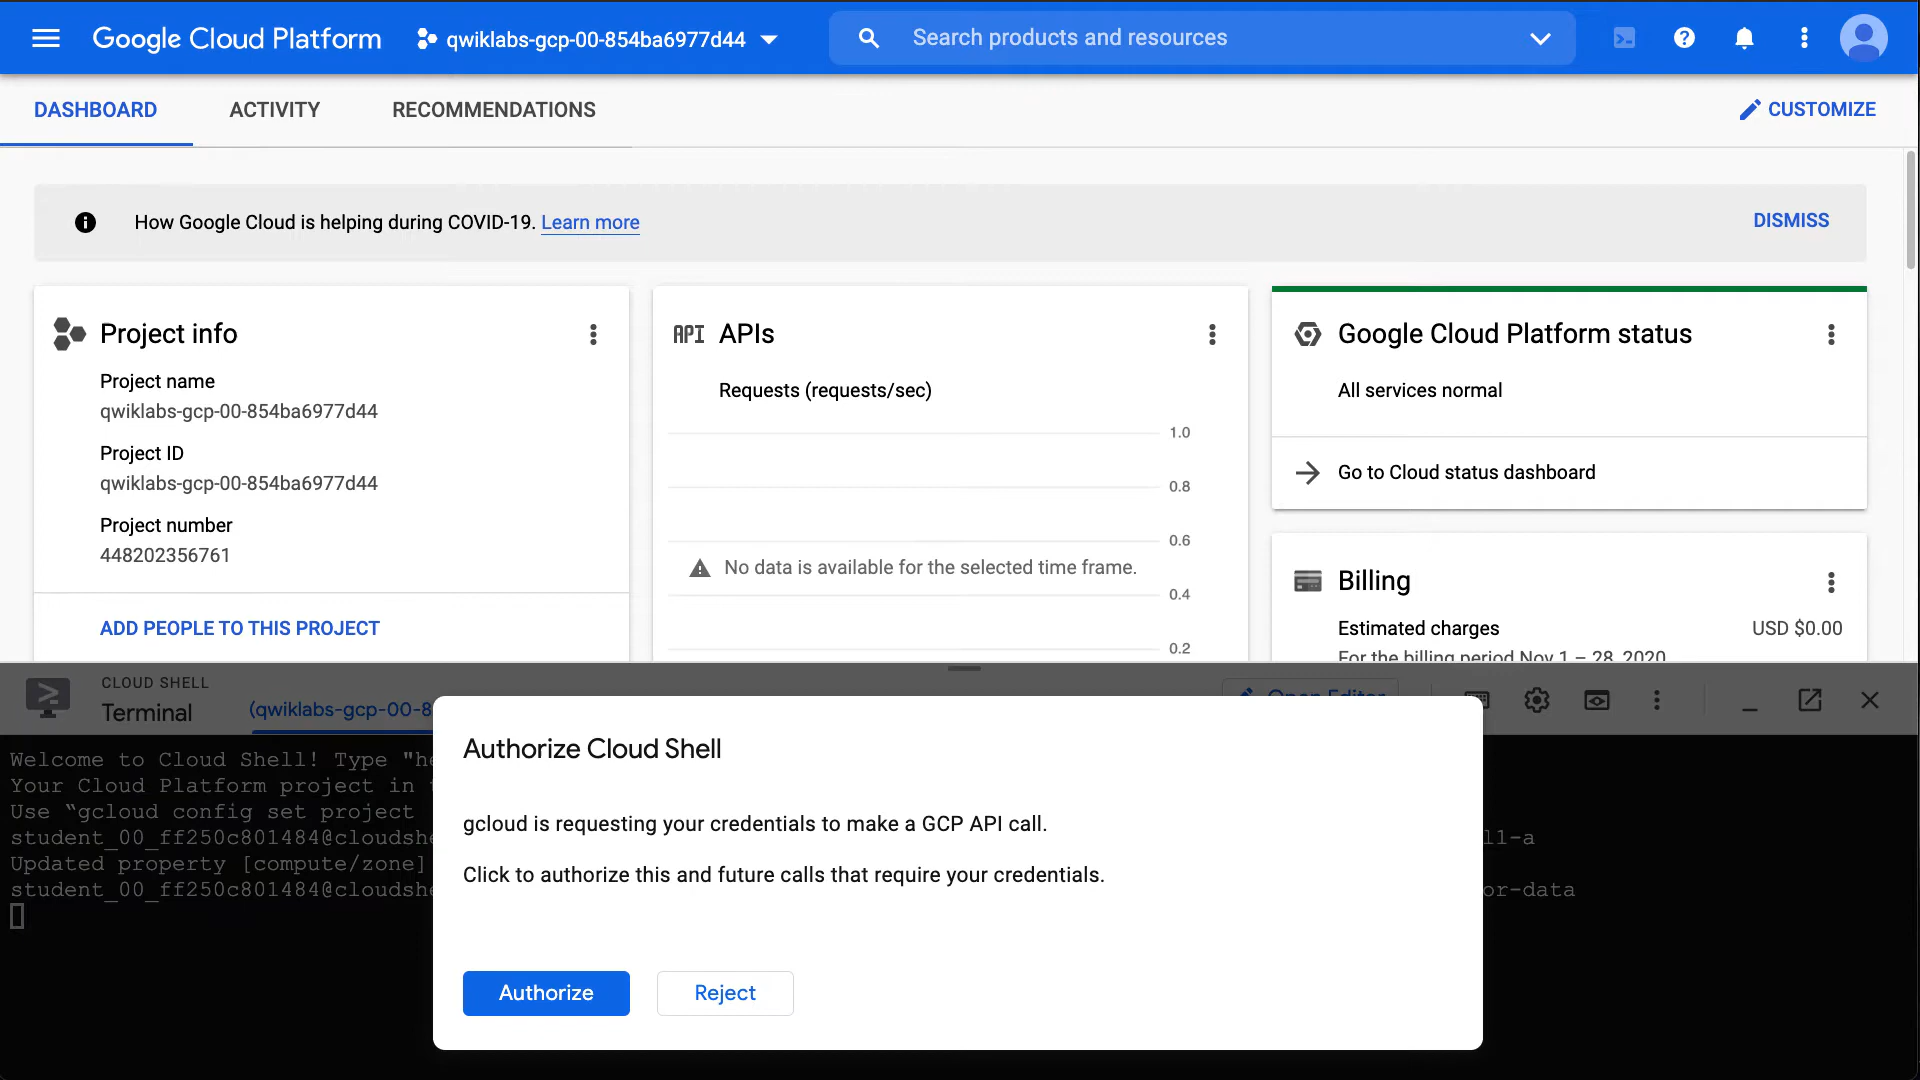 Google Cloud Platform
qwiklabs-gcp-00-854ba6977d44
Search products and resources
DASHBOARD
ACTIVITY
RECOMMENDATIONS
CUSTOMIZE
How Google Cloud is helping during COVID-19. Learn more
DISMISS
Project info
Project name
qwiklabs-gcp-00-854ba6977d44
Project ID
qwiklabs-gcp-00-854ba6977d44
Project number
448202356761
ADD PEOPLE TO THIS PROJECT
API APIs
Requests (requests/sec)
1.0
0.8
0.6
No data is available for the selected time frame.
0.4
0.2
Google Cloud Platform status
All services normal
Go to Cloud status dashboard
Billing
Estimated charges
USD $0.00
For the billing period Nov 1 – 28, 2020
CLOUD SHELL
Terminal
(qwiklabs-gcp-00-8
Open Editor
Welcome to Cloud Shell! Type "he
Your Cloud Platform project in
Use “gcloud config set project
student_00_ff250c801484@cloudshe
ll-a
Updated property [compute/zone]
student_00_ff250c801484@cloudshe
or-data
Authorize Cloud Shell
gcloud is requesting your credentials to make a GCP API call.
Click to authorize this and future calls that require your credentials.
Authorize
Reject